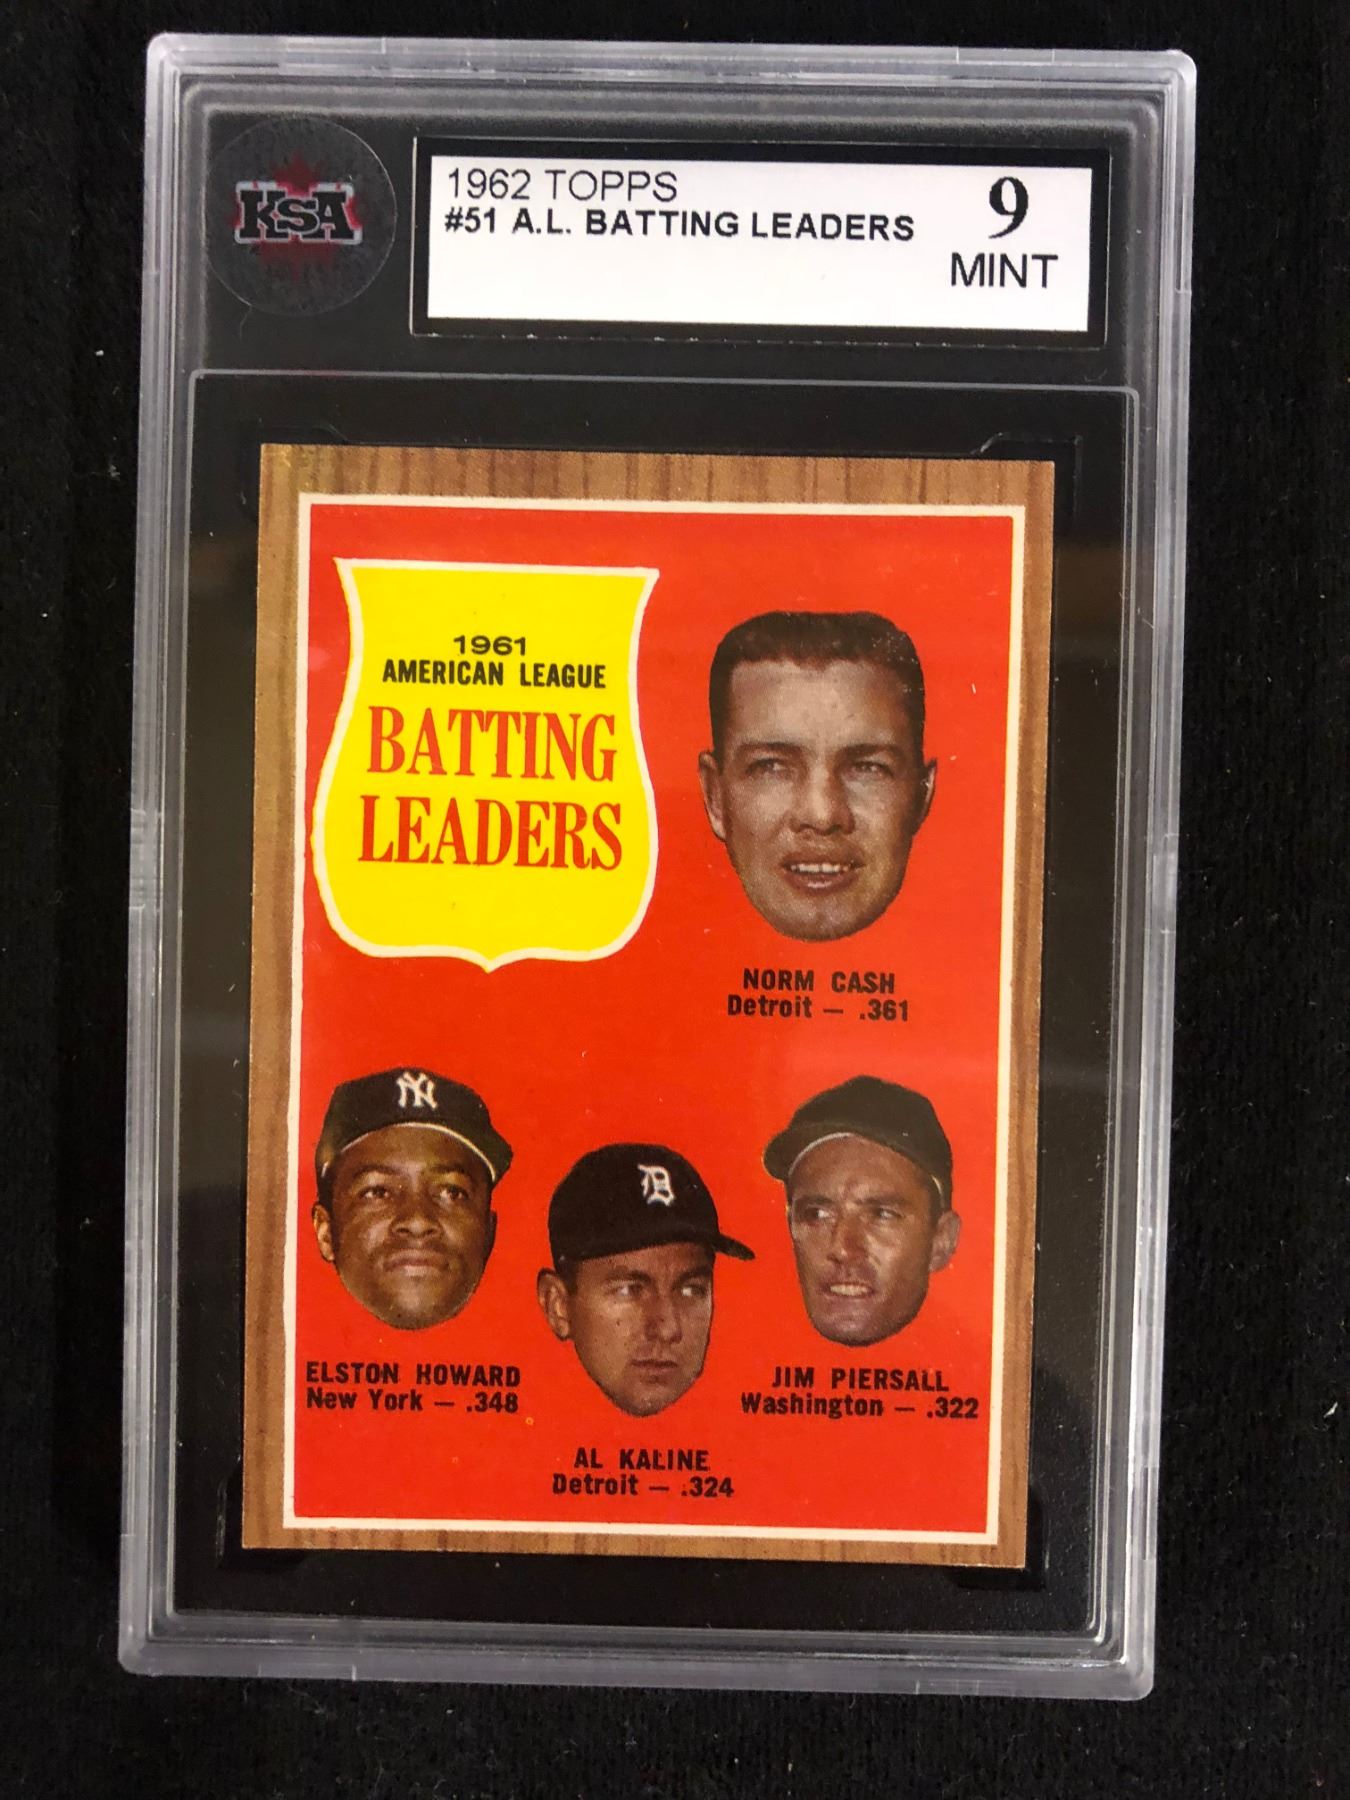 KSA
1962 TOPPS
#51 A.L. BATTING LEADERS
9
MINT
1961
AMERICAN LEAGUE
BATTING
LEADERS
NORM CASH
Detroit — .361
NY
D
ELSTON HOWARD
New York — .348
JIM PIERSALL
Washington — .322
AL KALINE
Detroit — .324